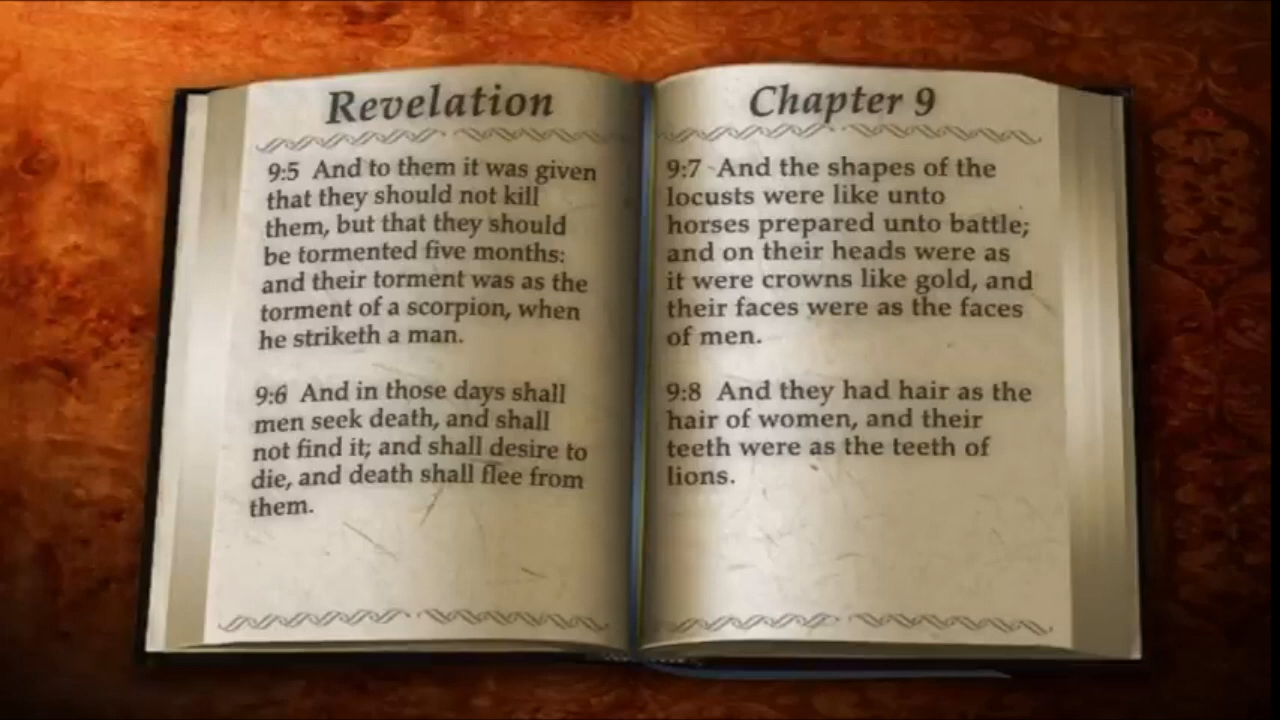 Revelation
9:5 And to them it was given
that they should not kill
them, but that they should
be tormented five months:
and their torment was as the
torment of a scorpion, when
he striketh a man.
9:6 And in those days shall
men seek death, and shall
not find it; and shall desire to
die, and death shall flee from
them.
Chapter 9
9:7 And the shapes of the
locusts were like unto
horses prepared unto battle;
and on their heads were as
it were crowns like gold, and
their faces were as the faces
of men.
9:8 And they had hair as the
hair of women, and their
teeth were as the teeth of
lions.